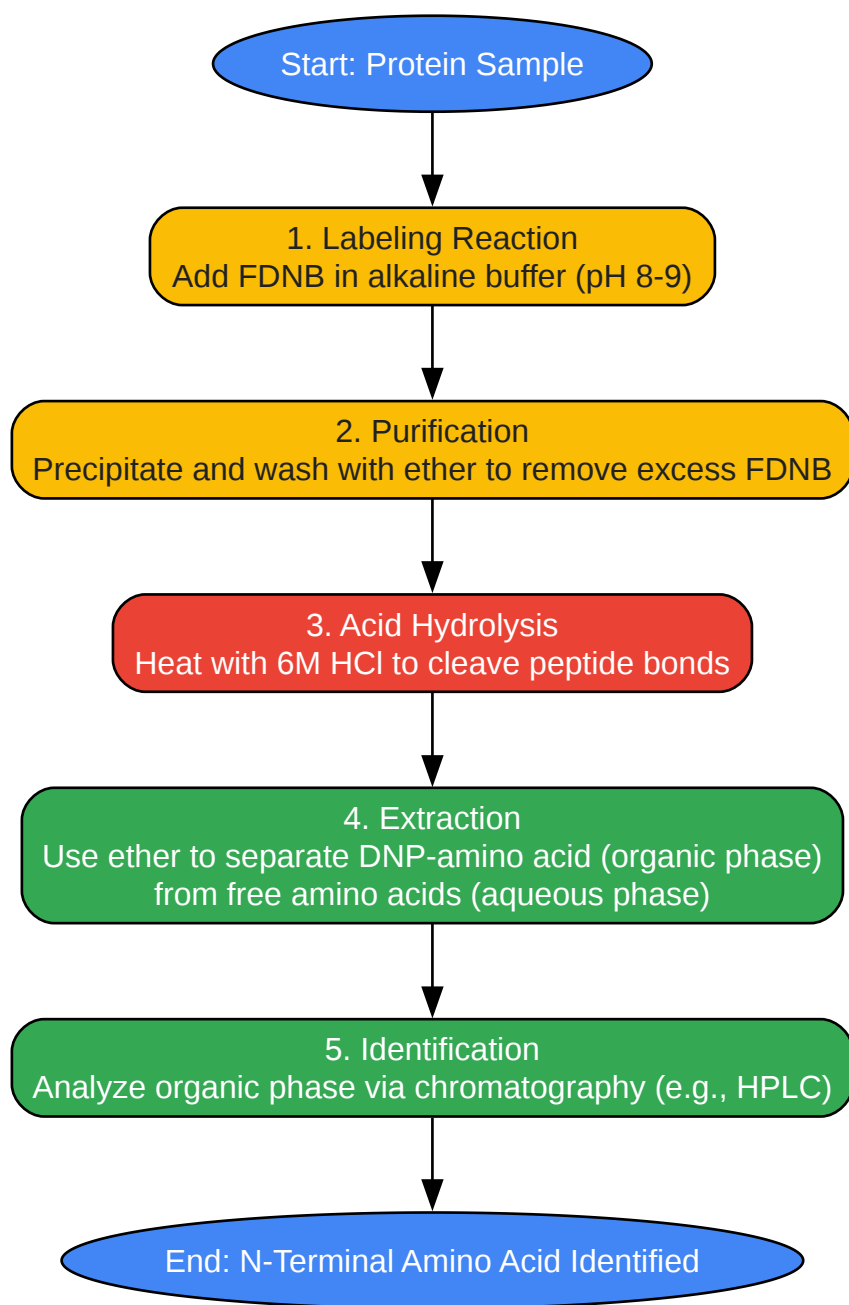 Start: Protein Sample
1. Labeling Reaction
Add FDNB in alkaline buffer (pH 8-9)
2. Purification
Precipitate and wash with ether to remove excess FDNB
3. Acid Hydrolysis
Heat with 6M HCl to cleave peptide bonds
4. Extraction
Use ether to separate DNP-amino acid (organic phase)
from free amino acids (aqueous phase)
5. Identification
Analyze organic phase via chromatography (e.g., HPLC)
End: N-Terminal Amino Acid Identified